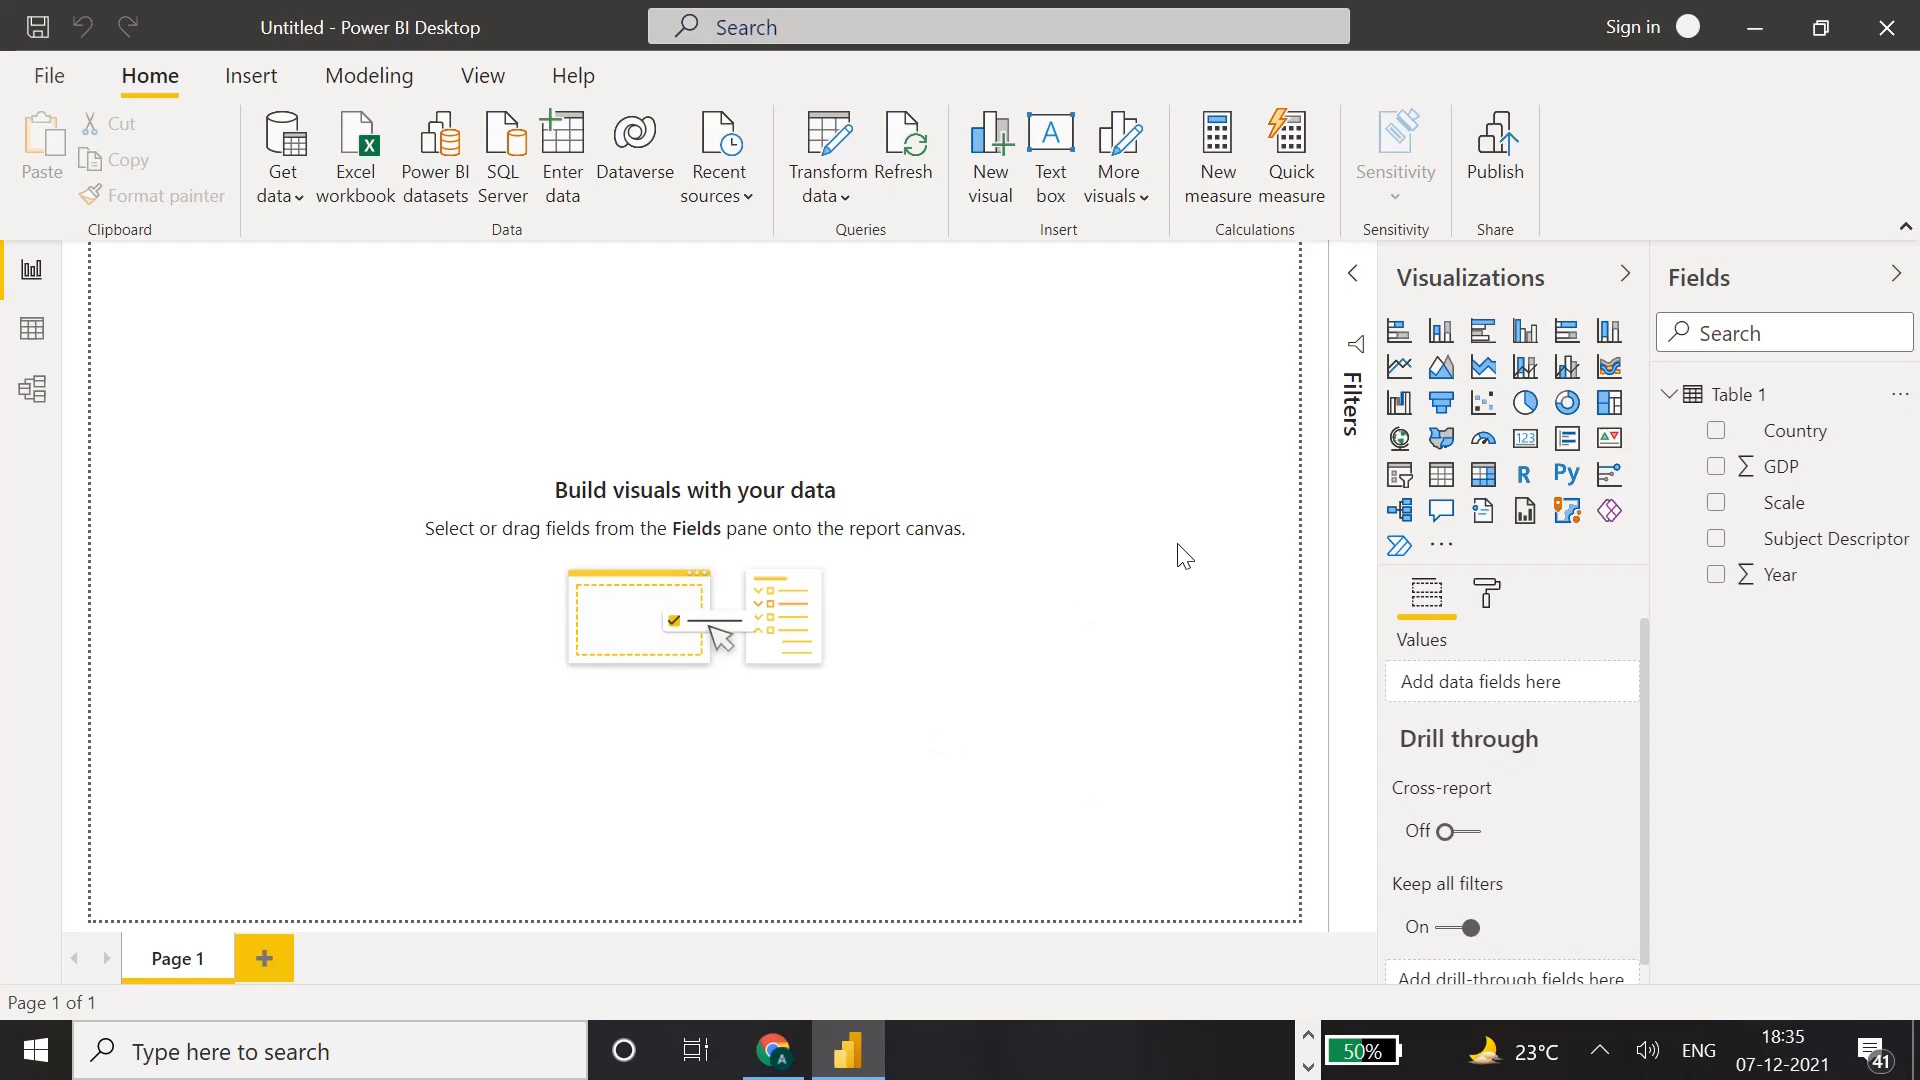 Untitled - Power BI Desktop
Search
Sign in
File Home Insert Modeling View Help
Paste
Cut
Copy
Format painter
Clipboard
Get data
Excel workbook
Power BI datasets
SQL Server
Enter data
Dataverse
Recent sources
Data
Transform data
Refresh
Queries
New visual
Text box
More visuals
Insert
New measure
Quick measure
Calculations
Sensitivity
Sensitivity
Publish
Share
Build visuals with your data
Select or drag fields from the Fields pane onto the report canvas.
Filters
Visualizations
123
R
Py
Values
Add data fields here
Drill through
Cross-report
Off
Keep all filters
On
Add drill-through fields here
Fields
Search
Table 1
Country
Σ GDP
Scale
Subject Descriptor
Σ Year
Page 1
Page 1 of 1
Type here to search
50%
23°C
ENG
18:35
07-12-2021
41